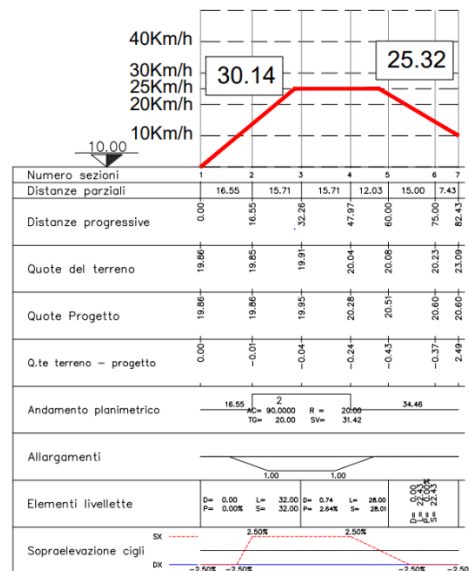 40Km/h
30Km/h
25Km/h
20Km/h
10Km/h
30.14
25.32
10.00
Numero sezioni 1 2 3 4 5 6 7
Distanze parziali 16.55 15.71 15.71 12.03 15.00 7.43
Distanze progressive 0.00 16.55 32.26 47.97 60.00 75.00 82.43
Quote del terreno 19.86 19.85 19.91 20.04 20.08 20.23 23.09
Quote Progetto 19.86 19.86 19.95 20.28 20.51 20.60 20.60
Q.te terreno – progetto 0.00 -0.01 -0.04 -0.24 -0.43 -0.37 2.49
Andamento planimetrico 16.55 2 34.46
AC= 90.0000 R = 20.00
TG= 20.00 SV= 31.42
Allargamenti
1.00 1.00
Elementi livellette
D= 0.00 L= 32.00 D= 0.74 L= 28.00
P= 0.00% S= 32.00 P= 2.64% S= 28.01
D= 0.00
L= 22.43
P= 0.00%
S= 22.43
Sopraelevazione cigli
SX 2.50% 2.50%
DX -2.50% -2.50% -2.50% -2.50%